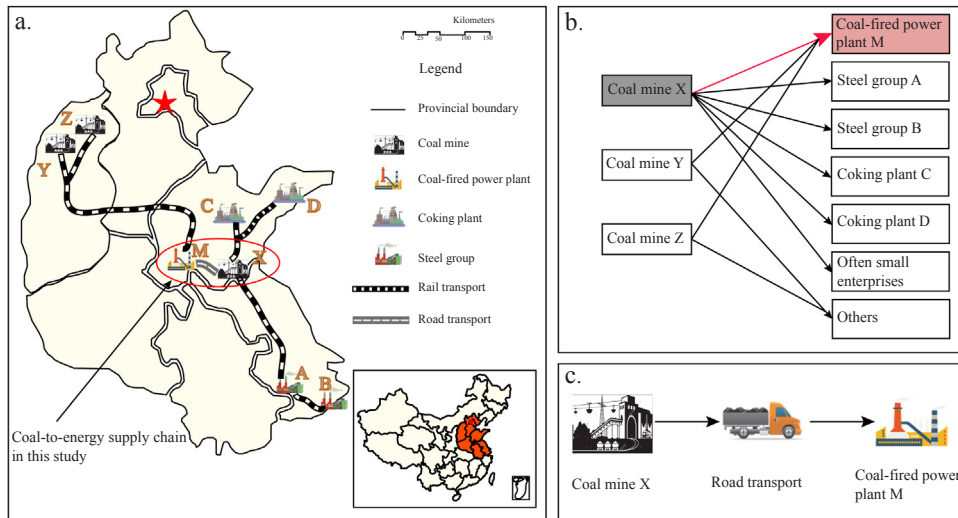 a.
Kilometers
0 25 50 100 150
Legend
Provincial boundary
Coal mine
Coal-fired power plant
Coking plant
Steel group
Rail transport
Road transport
Z
Y
C
D
M
X
A
B
Coal-to-energy supply chain
in this study
b.
Coal mine X
Coal mine Y
Coal mine Z
Coal-fired power
plant M
Steel group A
Steel group B
Coking plant C
Coking plant D
Often small
enterprises
Others
c.
Coal mine X
Road transport
Coal-fired power
plant M